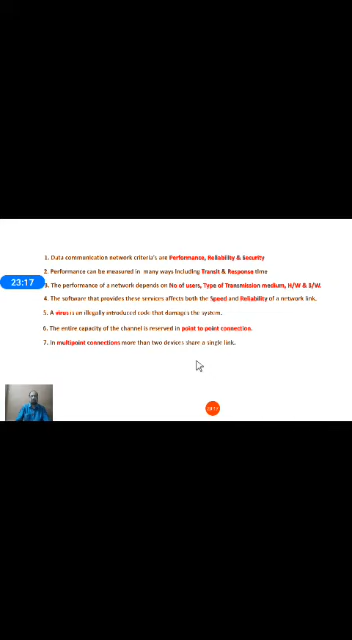 1. Data communication network criteria's are Performance, Reliability & Security
2. Performance can be measured in many ways including Transit & Response time
23:17
3. The performance of a network depends on No of users, Type of Transmission medium, H/W & S/W.
4. The software that provides these services affects both the Speed and Reliability of a network link.
5. A virus is an illegally introduced code that damages the system.
6. The entire capacity of the channel is reserved in point to point connection.
7. In multipoint connections more than two devices share a single link.
23:17